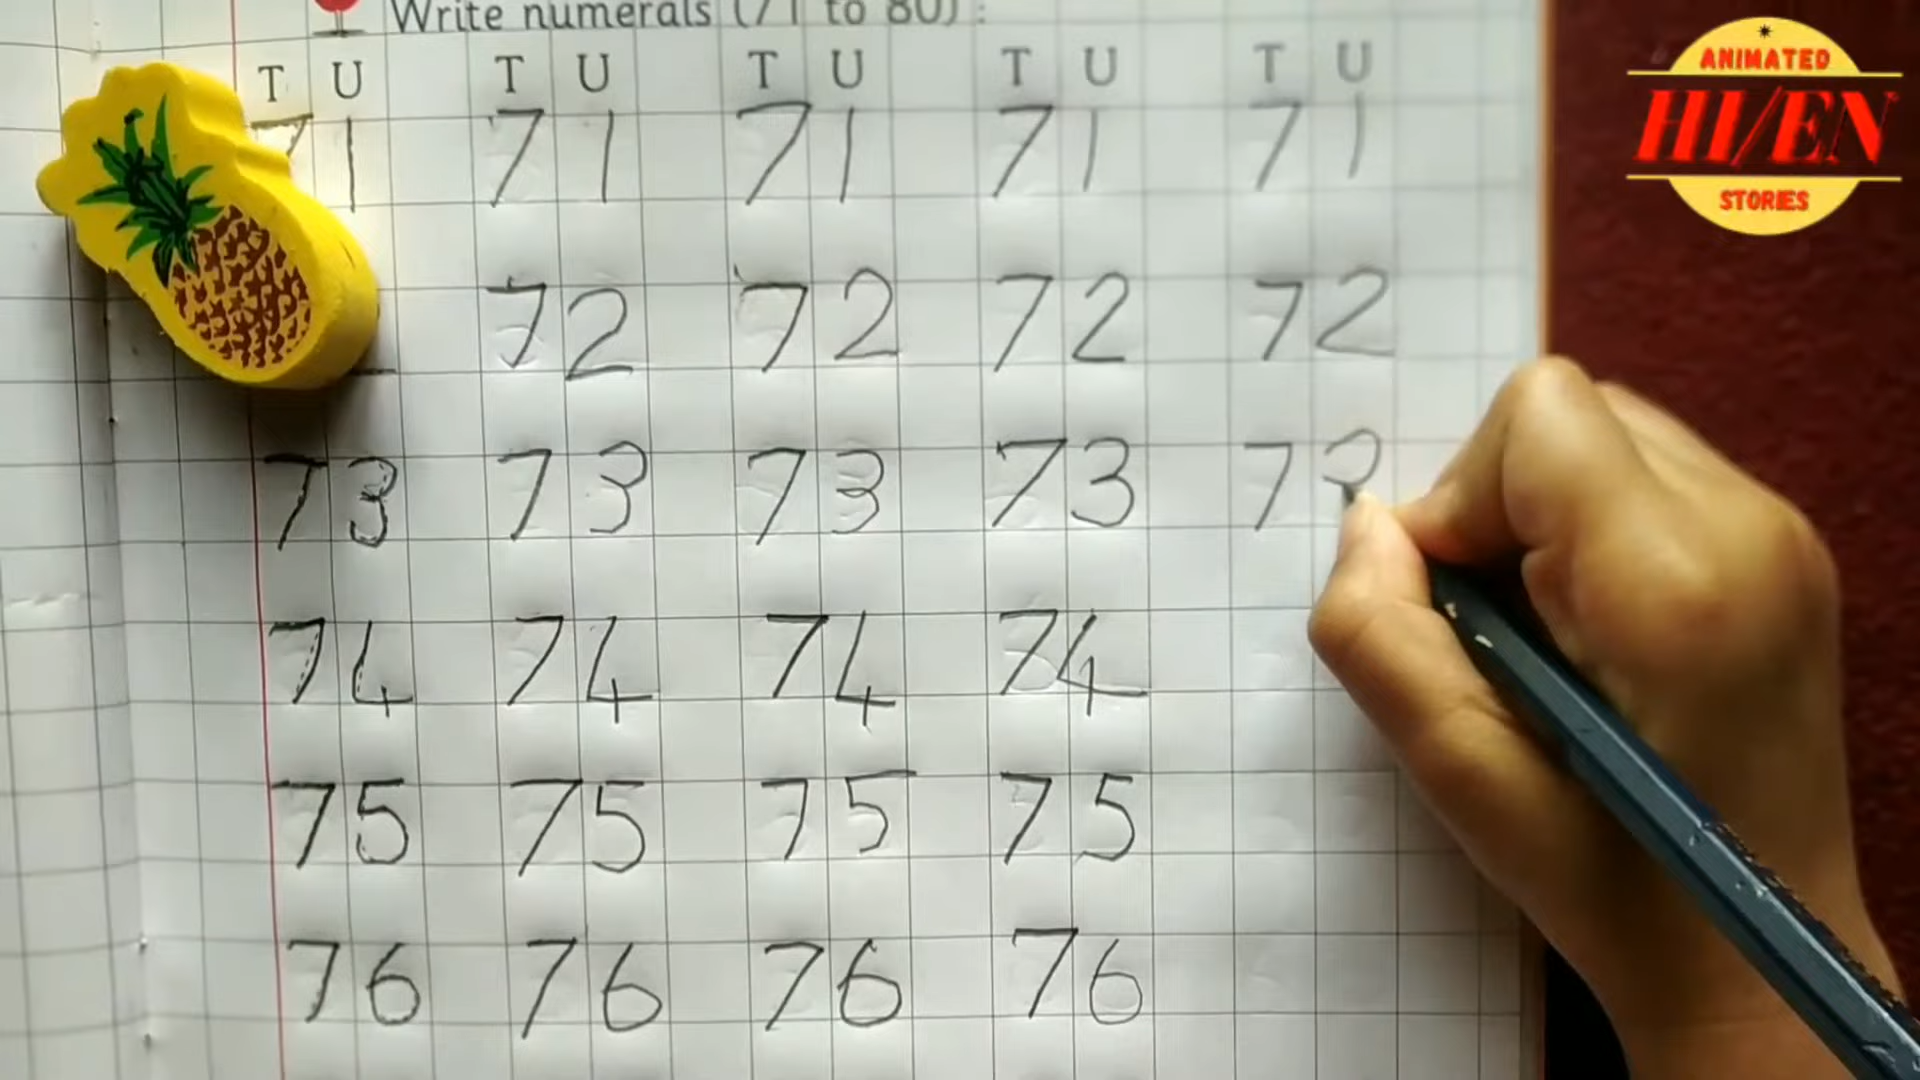 Write numerals (71 to 80) :
T U T U T U T U T U
71 71 71 71 71
72 72 72 72
73 73 73 73 7
74 74 74 74
75 75 75 75
76 76 76 76
ANIMATED
HI/EN
STORIES